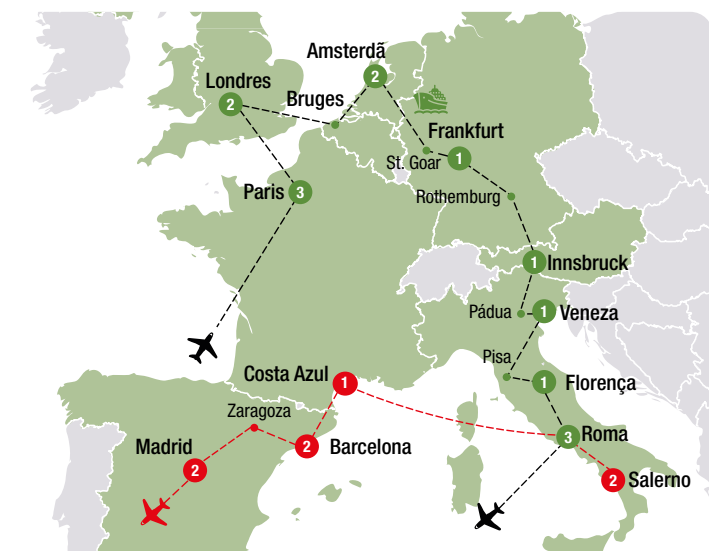 Amsterdã
2
Londres
2
Bruges
Frankfurt
1
St. Goar
Paris
3
Rothemburg
1
Innsbruck
Pádua
1
Veneza
Pisa
Costa Azul
1
1
Florença
Zaragoza
Madrid
2
2
Barcelona
3
Roma
2
Salerno